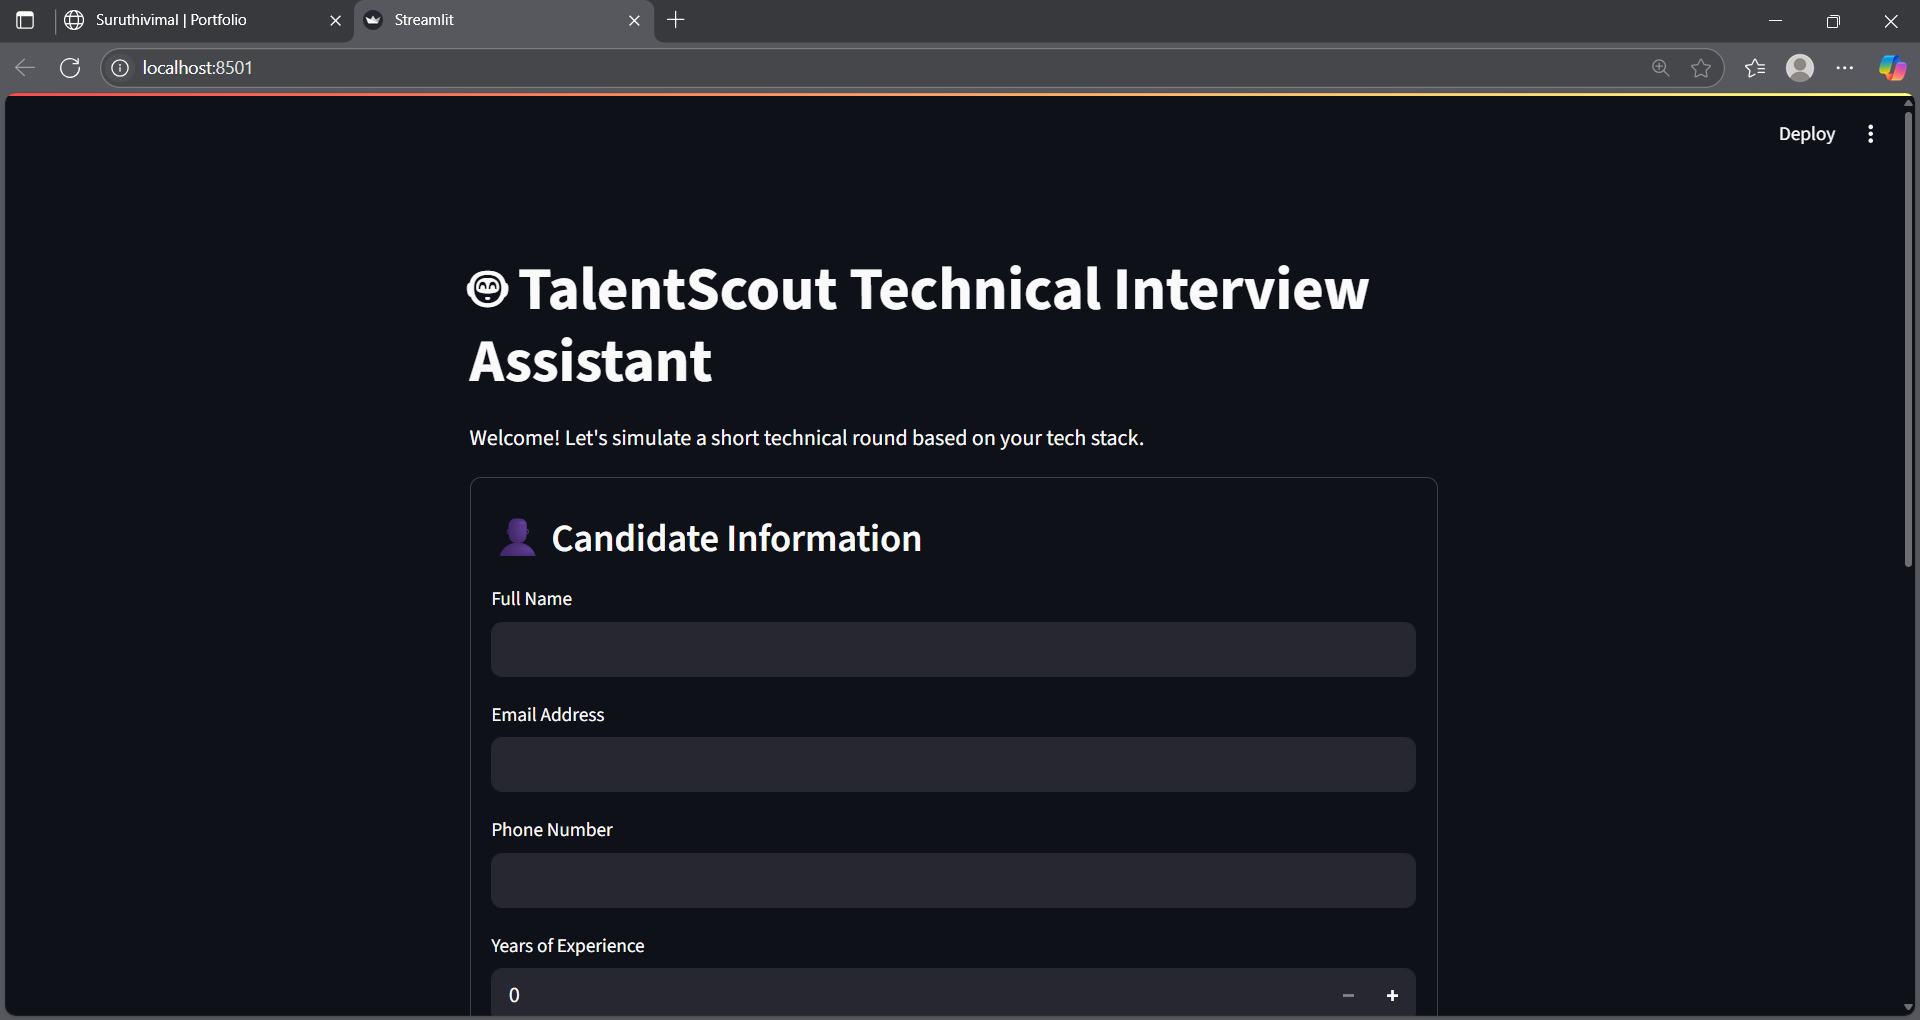 Suruthivimal | Portfolio
Streamlit
localhost:8501
Deploy
TalentScout Technical Interview
Assistant
Welcome! Let's simulate a short technical round based on your tech stack.
Candidate Information
Full Name
Email Address
Phone Number
Years of Experience
0